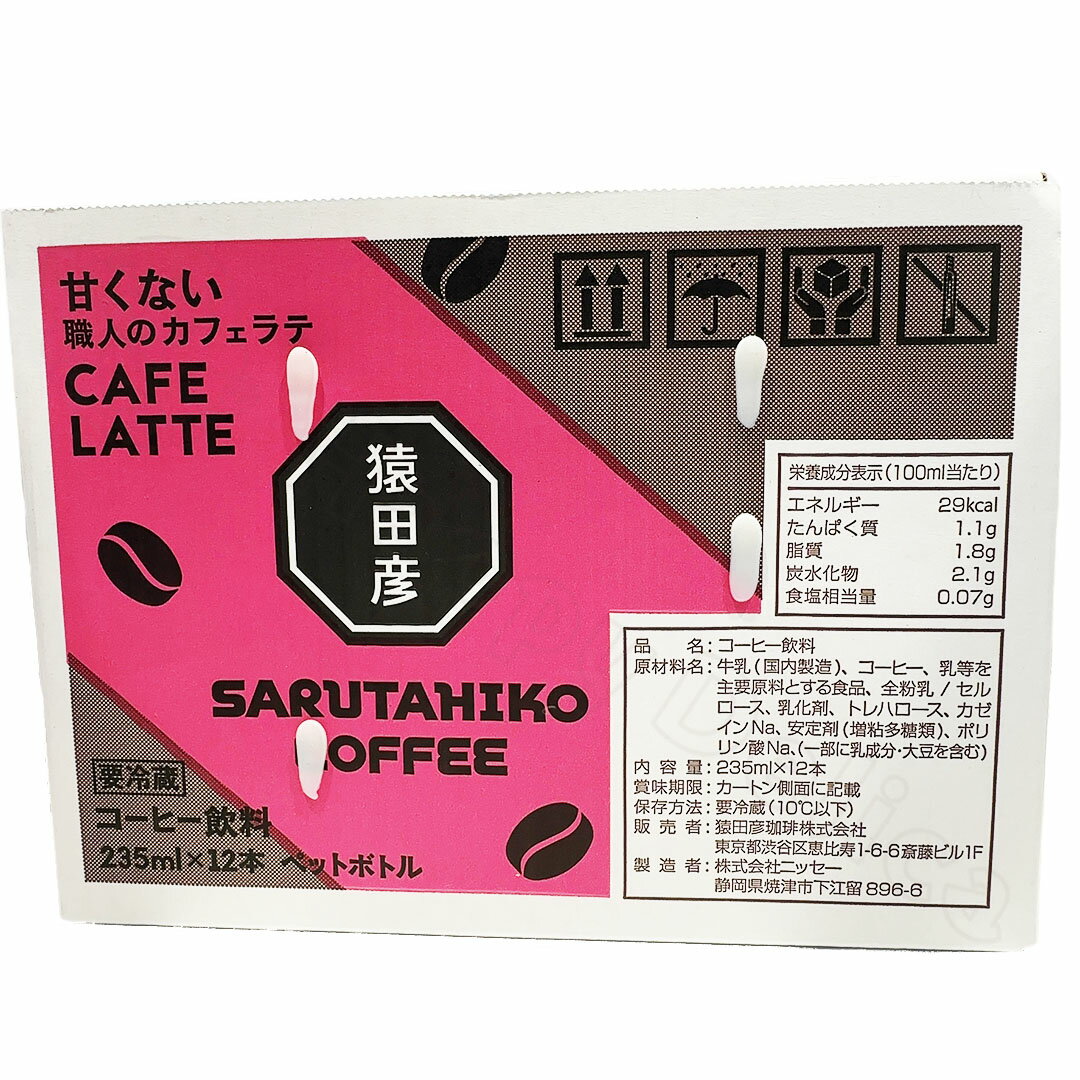 甘くない
職人のカフェラテ
CAFE
LATTE
猿田彦
SARUTAHIKO
COFFEE
要冷蔵
コーヒー飲料
235ml×12本 ペットボトル
栄養成分表示(100ml当たり)
エネルギー 29kcal
たんぱく質 1.1g
脂質 1.8g
炭水化物 2.1g
食塩相当量 0.07g
品名:コーヒー飲料
原材料名:牛乳(国内製造)、コーヒー、乳等を
主要原料とする食品、全粉乳/セル
ロース、乳化剤、トレハロース、カゼ
インNa、安定剤(増粘多糖類)、ポリ
リン酸Na、(一部に乳成分・大豆を含む)
内容量:235ml×12本
賞味期限:カートン側面に記載
保存方法:要冷蔵(10℃以下)
販売者:猿田彦珈琲株式会社
東京都渋谷区恵比寿1-6-6斎藤ビル1F
製造者:株式会社ニッセー
静岡県焼津市下江留896-6